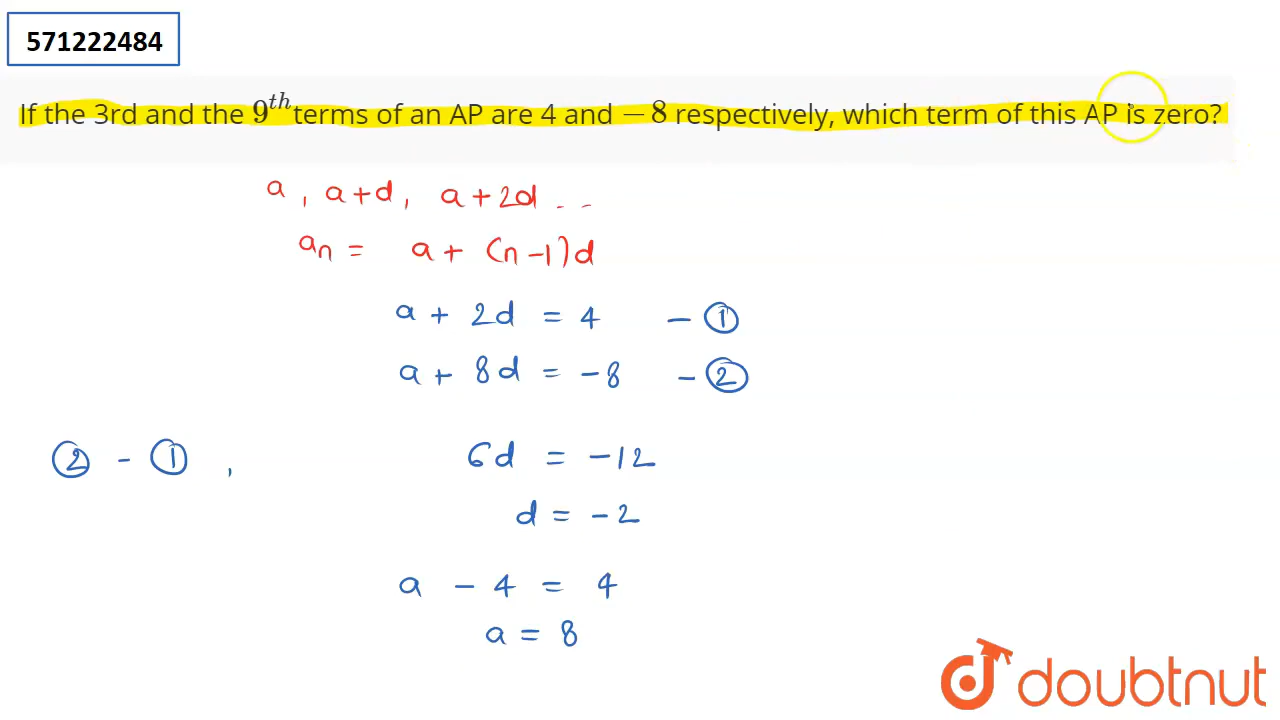 571222484
If the 3rd and the 9^{th} terms of an AP are 4 and −8 respectively, which term of this AP is zero?
a, a+d, a+2d ..
a_n = a + (n-1)d
a + 2d = 4 - ①
a + 8d = -8 - ②
② - ①, 6d = -12
d = -2
a - 4 = 4
a = 8
doubtnut